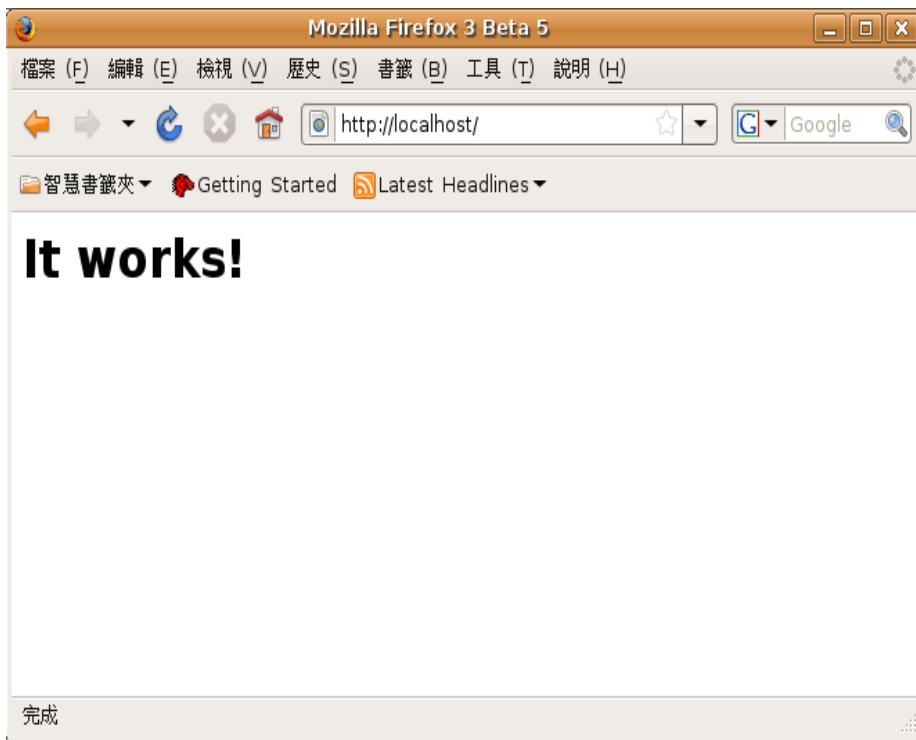 Mozilla Firefox 3 Beta 5
檔案 (F) 編輯 (E) 檢視 (V) 歷史 (S) 書籤 (B) 工具 (T) 說明 (H)
http://localhost/ G Google
智慧書籤夾 Getting Started Latest Headlines
It works!
完成